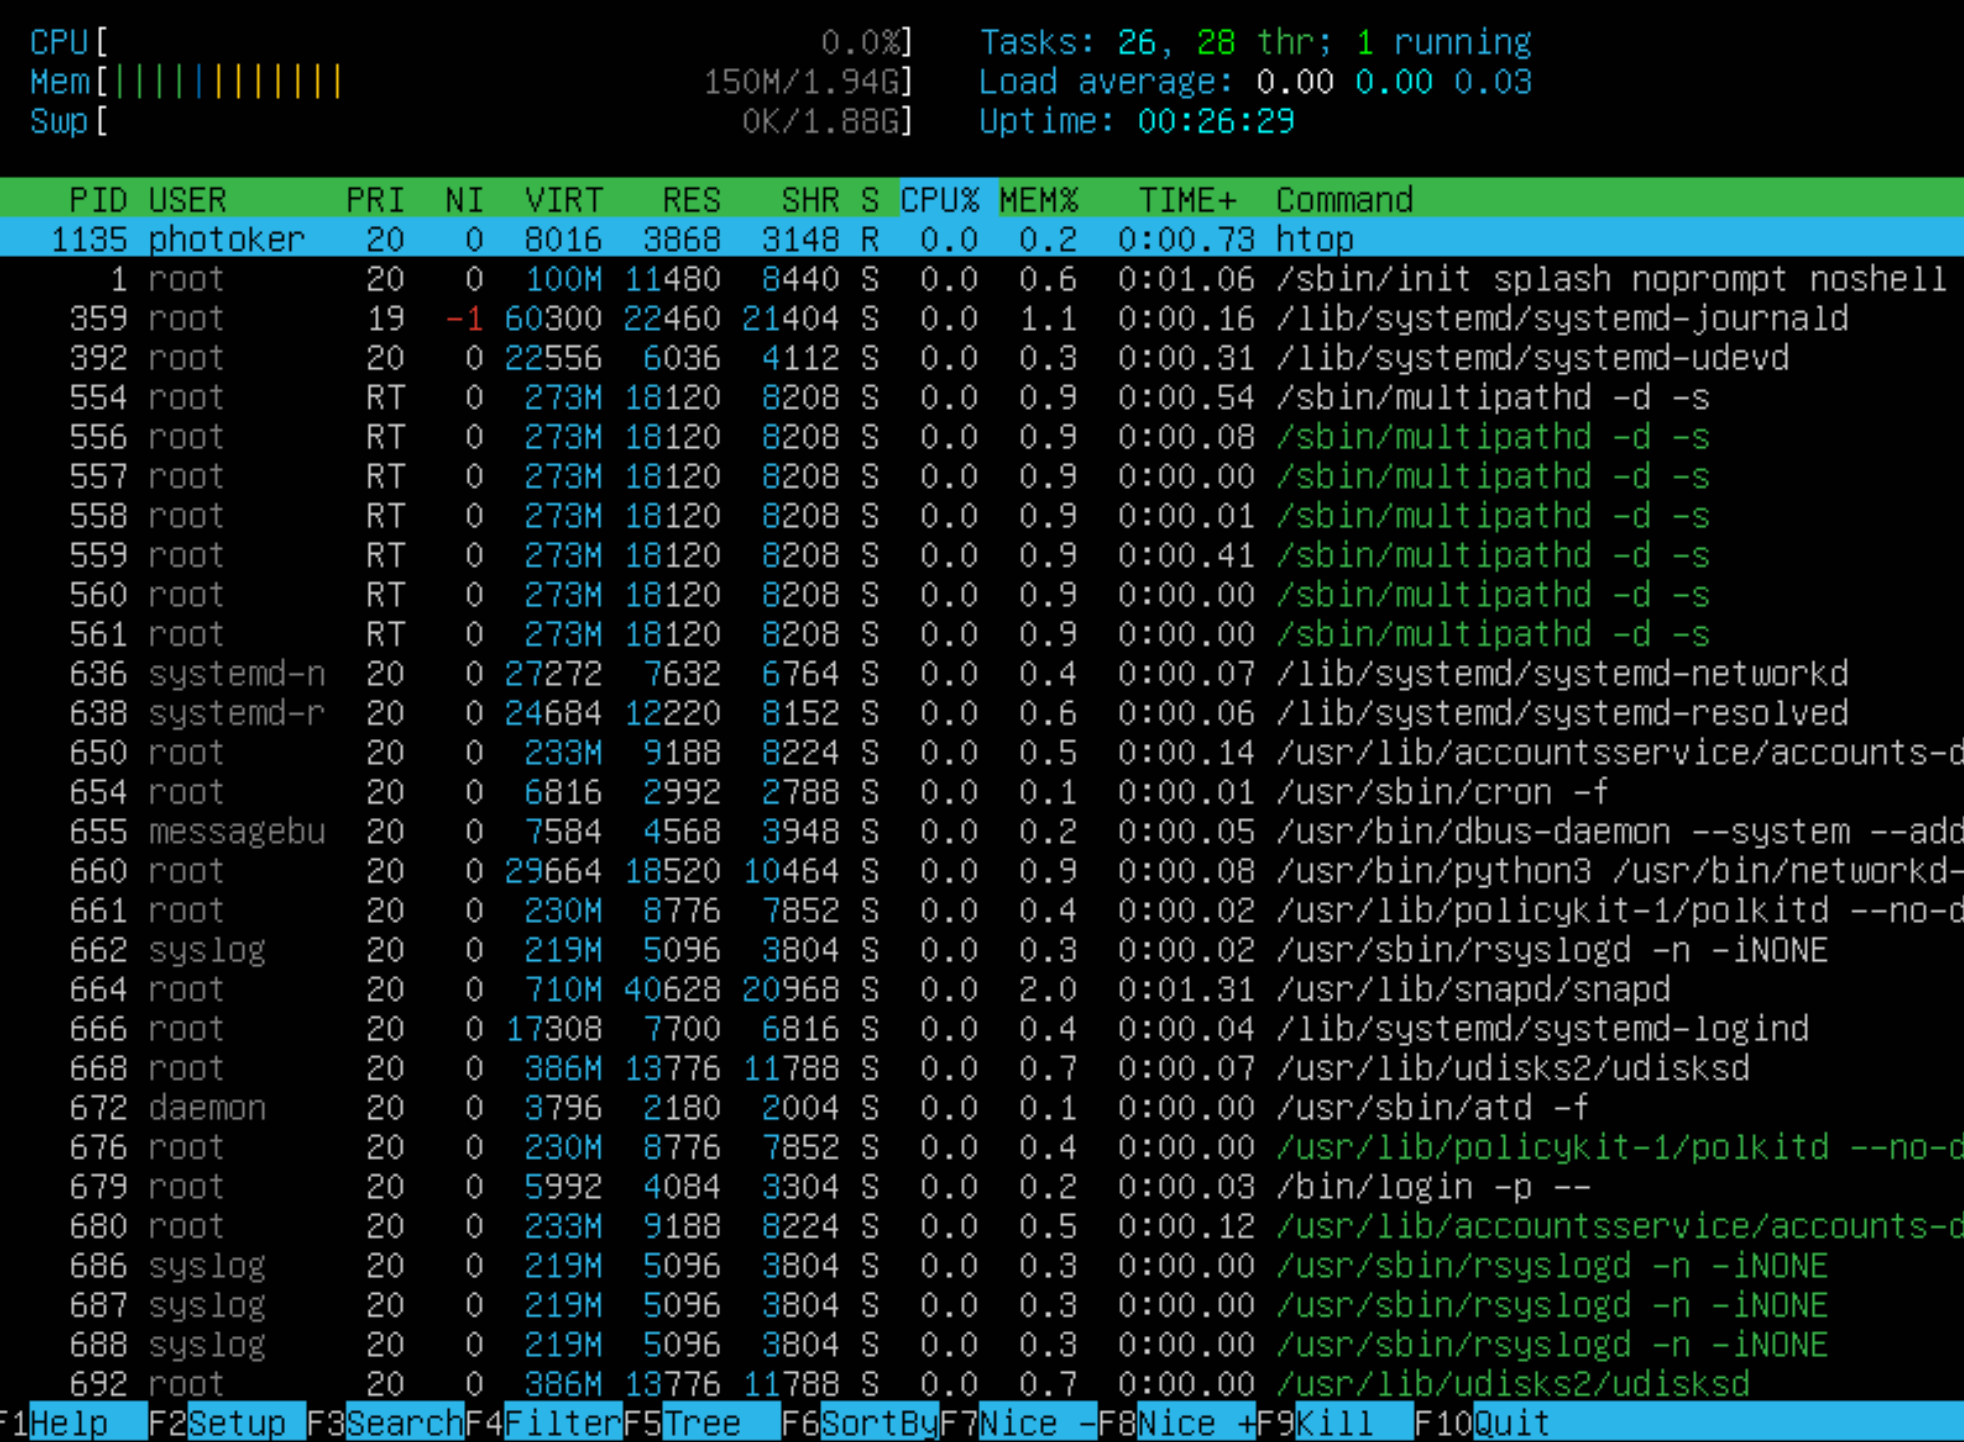 CPU[ 0.0%] Tasks: 26, 28 thr; 1 running
Mem[||||||||||||| 150M/1.94G] Load average: 0.00 0.00 0.03
Swp[ 0K/1.88G] Uptime: 00:26:29
PID USER PRI NI VIRT RES SHR S CPU% MEM% TIME+ Command
1135 photoker 20 0 8016 3868 3148 R 0.0 0.2 0:00.73 htop
1 root 20 0 100M 11480 8440 S 0.0 0.6 0:01.06 /sbin/init splash noprompt noshell
359 root 19 -1 60300 22460 21404 S 0.0 1.1 0:00.16 /lib/systemd/systemd-journald
392 root 20 0 22556 6036 4112 S 0.0 0.3 0:00.31 /lib/systemd/systemd-udevd
554 root RT 0 273M 18120 8208 S 0.0 0.9 0:00.54 /sbin/multipathd -d -s
556 root RT 0 273M 18120 8208 S 0.0 0.9 0:00.08 /sbin/multipathd -d -s
557 root RT 0 273M 18120 8208 S 0.0 0.9 0:00.00 /sbin/multipathd -d -s
558 root RT 0 273M 18120 8208 S 0.0 0.9 0:00.01 /sbin/multipathd -d -s
559 root RT 0 273M 18120 8208 S 0.0 0.9 0:00.41 /sbin/multipathd -d -s
560 root RT 0 273M 18120 8208 S 0.0 0.9 0:00.00 /sbin/multipathd -d -s
561 root RT 0 273M 18120 8208 S 0.0 0.9 0:00.00 /sbin/multipathd -d -s
636 systemd-n 20 0 27272 7632 6764 S 0.0 0.4 0:00.07 /lib/systemd/systemd-networkd
638 systemd-r 20 0 24684 12220 8152 S 0.0 0.6 0:00.06 /lib/systemd/systemd-resolved
650 root 20 0 233M 9188 8224 S 0.0 0.5 0:00.14 /usr/lib/accountsservice/accounts-d
654 root 20 0 6816 2992 2788 S 0.0 0.1 0:00.01 /usr/sbin/cron -f
655 messagebu 20 0 7584 4568 3948 S 0.0 0.2 0:00.05 /usr/bin/dbus-daemon --system --add
660 root 20 0 29664 18520 10464 S 0.0 0.9 0:00.08 /usr/bin/python3 /usr/bin/networkd-
661 root 20 0 230M 8776 7852 S 0.0 0.4 0:00.02 /usr/lib/policykit-1/polkitd --no-d
662 syslog 20 0 219M 5096 3804 S 0.0 0.3 0:00.02 /usr/sbin/rsyslogd -n -iNONE
664 root 20 0 710M 40628 20968 S 0.0 2.0 0:01.31 /usr/lib/snapd/snapd
666 root 20 0 17308 7700 6816 S 0.0 0.4 0:00.04 /lib/systemd/systemd-logind
668 root 20 0 386M 13776 11788 S 0.0 0.7 0:00.07 /usr/lib/udisks2/udisksd
672 daemon 20 0 3796 2180 2004 S 0.0 0.1 0:00.00 /usr/sbin/atd -f
676 root 20 0 230M 8776 7852 S 0.0 0.4 0:00.00 /usr/lib/policykit-1/polkitd --no-d
679 root 20 0 5992 4084 3304 S 0.0 0.2 0:00.03 /bin/login -p --
680 root 20 0 233M 9188 8224 S 0.0 0.5 0:00.12 /usr/lib/accountsservice/accounts-d
686 syslog 20 0 219M 5096 3804 S 0.0 0.3 0:00.00 /usr/sbin/rsyslogd -n -iNONE
687 syslog 20 0 219M 5096 3804 S 0.0 0.3 0:00.00 /usr/sbin/rsyslogd -n -iNONE
688 syslog 20 0 219M 5096 3804 S 0.0 0.3 0:00.00 /usr/sbin/rsyslogd -n -iNONE
692 root 20 0 386M 13776 11788 S 0.0 0.7 0:00.00 /usr/lib/udisks2/udisksd
F1Help F2Setup F3SearchF4FilterF5Tree F6SortByF7Nice -F8Nice +F9Kill F10Quit